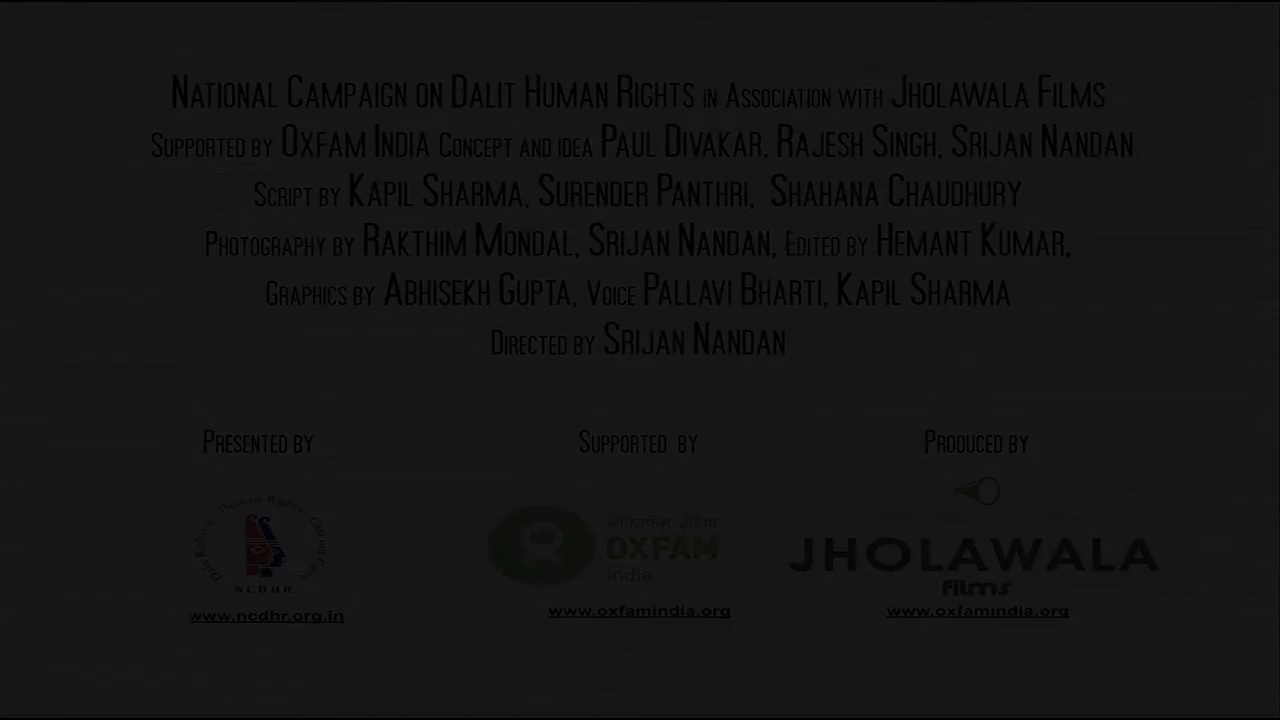 National Campaign on Dalit Human Rights in Association with Jholawala Films
Supported by Oxfam India Concept and idea Paul Divakar, Rajesh Singh, Srijan Nandan
Script by Kapil Sharma, Surender Panthri, Shahana Chaudhury
Photography by Rakthim Mondal, Srijan Nandan, Edited by Hemant Kumar,
Graphics by Abhisekh Gupta, Voice Pallavi Bharti, Kapil Sharma
Directed by Srijan Nandan
Presented by
Supported by
Produced by
Dalit Rights Human Rights
NCDHR
www.ncdhr.org.in
ऑक्सफैम इंडिया
OXFAM
India
www.oxfamindia.org
JHOLAWALA
films
www.oxfamindia.org